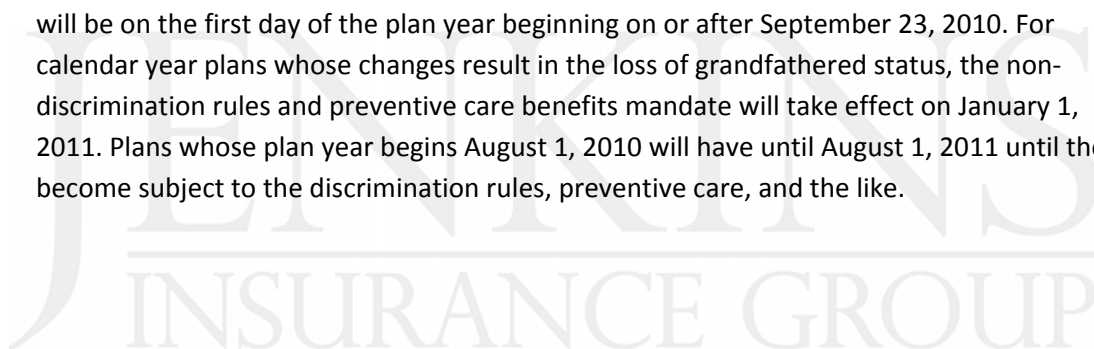 will be on the first day of the plan year beginning on or after September 23, 2010. For
calendar year plans whose changes result in the loss of grandfathered status, the non-
discrimination rules and preventive care benefits mandate will take effect on January 1,
2011. Plans whose plan year begins August 1, 2010 will have until August 1, 2011 until the
become subject to the discrimination rules, preventive care, and the like.
JENKINS
INSURANCE GROUP